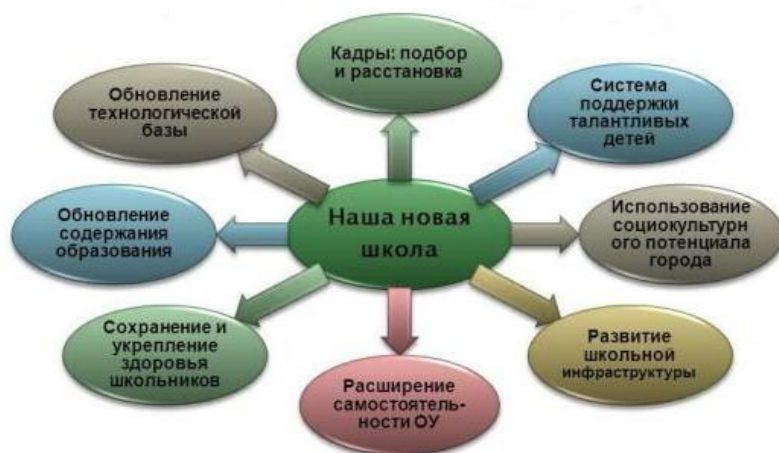 Кадры: подбор
и расстановка
Система
поддержки
талантливых
детей
Использование
социокультурн
ого потенциала
города
Развитие
школьной
инфраструктуры
Расширение
самостоятель-
ности ОУ
Сохранение и
укрепление
здоровья
школьников
Обновление
содержания
образования
Обновление
технологической
базы
Наша новая
школа